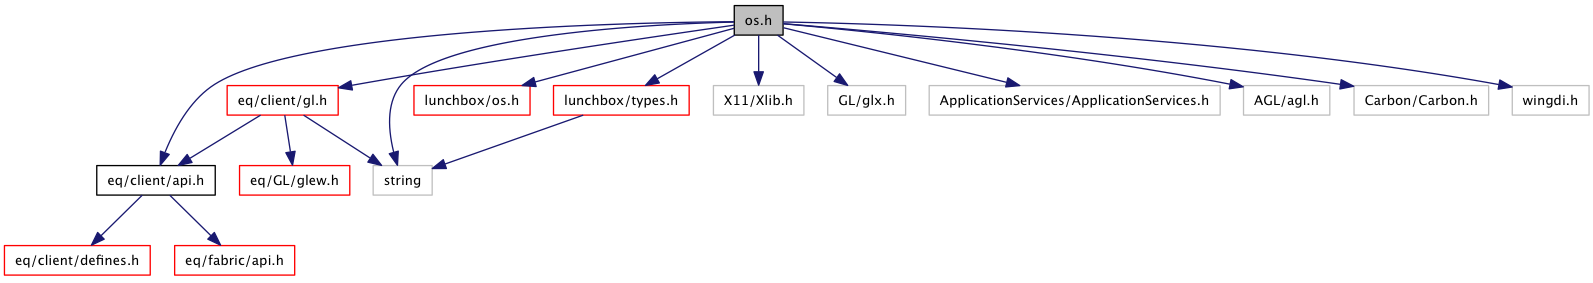 os.h
eq/client/gl.h
lunchbox/os.h
lunchbox/types.h
X11/Xlib.h
GL/glx.h
ApplicationServices/ApplicationServices.h
AGL/agl.h
Carbon/Carbon.h
wingdi.h
eq/client/api.h
eq/GL/glew.h
string
eq/client/defines.h
eq/fabric/api.h